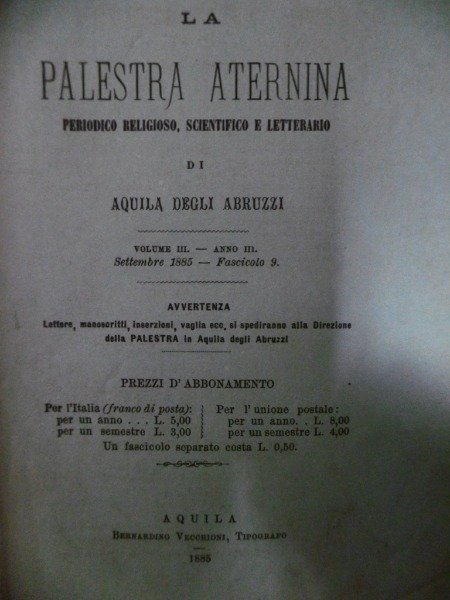 LA
PALESTRA ATERNINA
PERIODICO RELIGIOSO, SCIENTIFICO E LETTERARIO
DI
AQUILA DEGLI ABRUZZI
VOLUME III. — ANNO III.
Settembre 1885 — Fascicolo 9.
AVVERTENZA
Lettere, manoscritti, inserzioni, vaglia ecc. si spediranno alla Direzione
della PALESTRA in Aquila degli Abruzzi
PREZZI D'ABBONAMENTO
Per l'Italia (franco di posta):
per un anno . . . L. 5,00
per un semestre L. 3,00
Per l'unione postale:
per un anno. . L. 8,00
per un semestre L. 4,00
Un fascicolo separato costa L. 0,50.
AQUILA
BERNARDINO VECCHIONI, TIPOGRAFO
1885